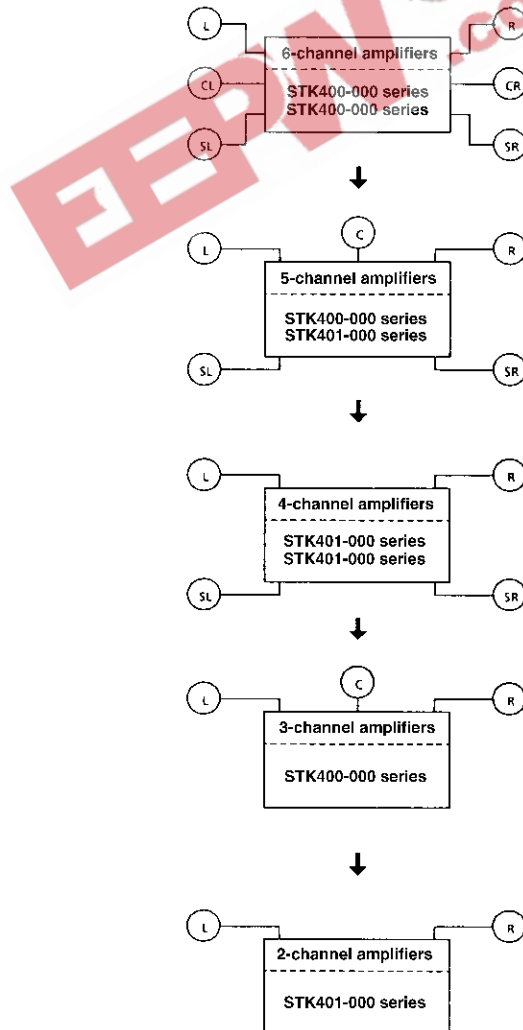 L R
6-channel amplifiers
CL CR
STK400-000 series
STK400-000 series
SL SR
EEPW .co
C
L R
5-channel amplifiers
STK400-000 series
STK401-000 series
SL SR
L R
4-channel amplifiers
STK401-000 series
STK401-000 series
SL SR
C
L R
3-channel amplifiers
STK400-000 series
L R
2-channel amplifiers
STK401-000 series